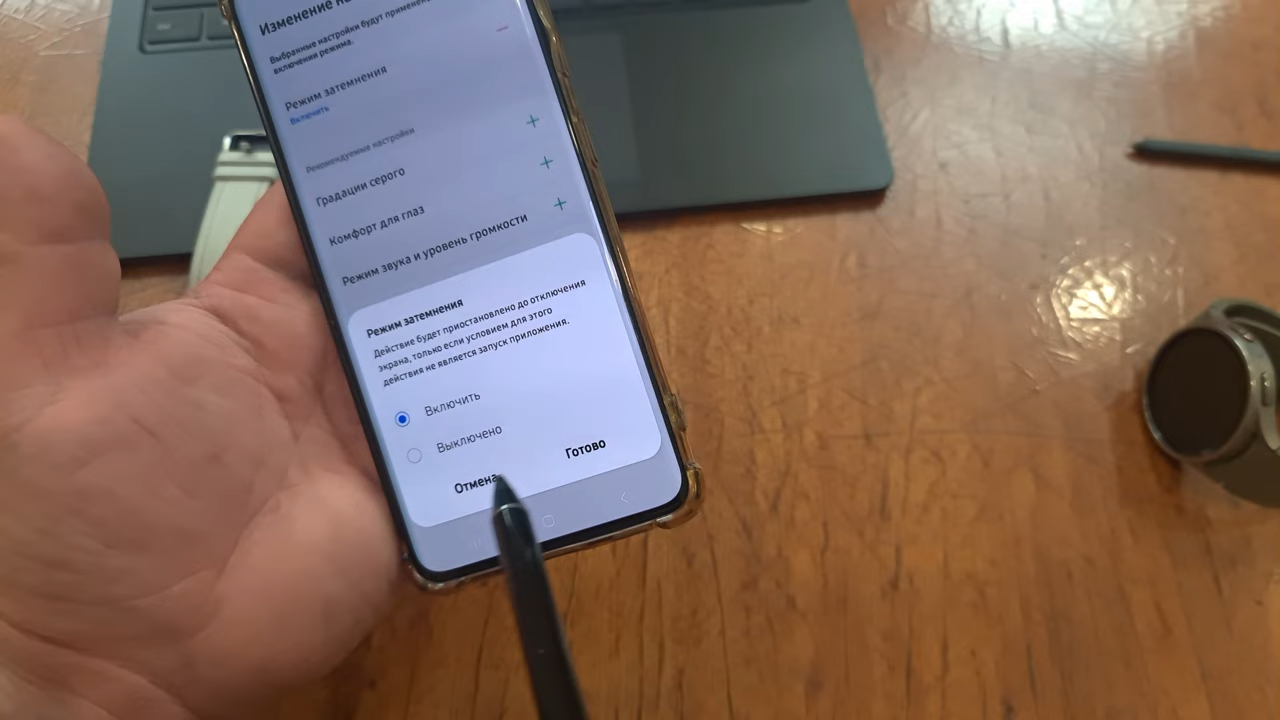 Изменение
Выбранные настройки будут
включении режима.
Режим затемнения
Включить
Рекомендуемые настройки
Градации серого
Комфорт для глаз
Режим звука и уровень громкости
Режим затемнения
Действие будет приостановлено до отключения
экрана, только если условием для этого
действия не является запуск приложения.
Включить
Выключено
Отмена
Готово